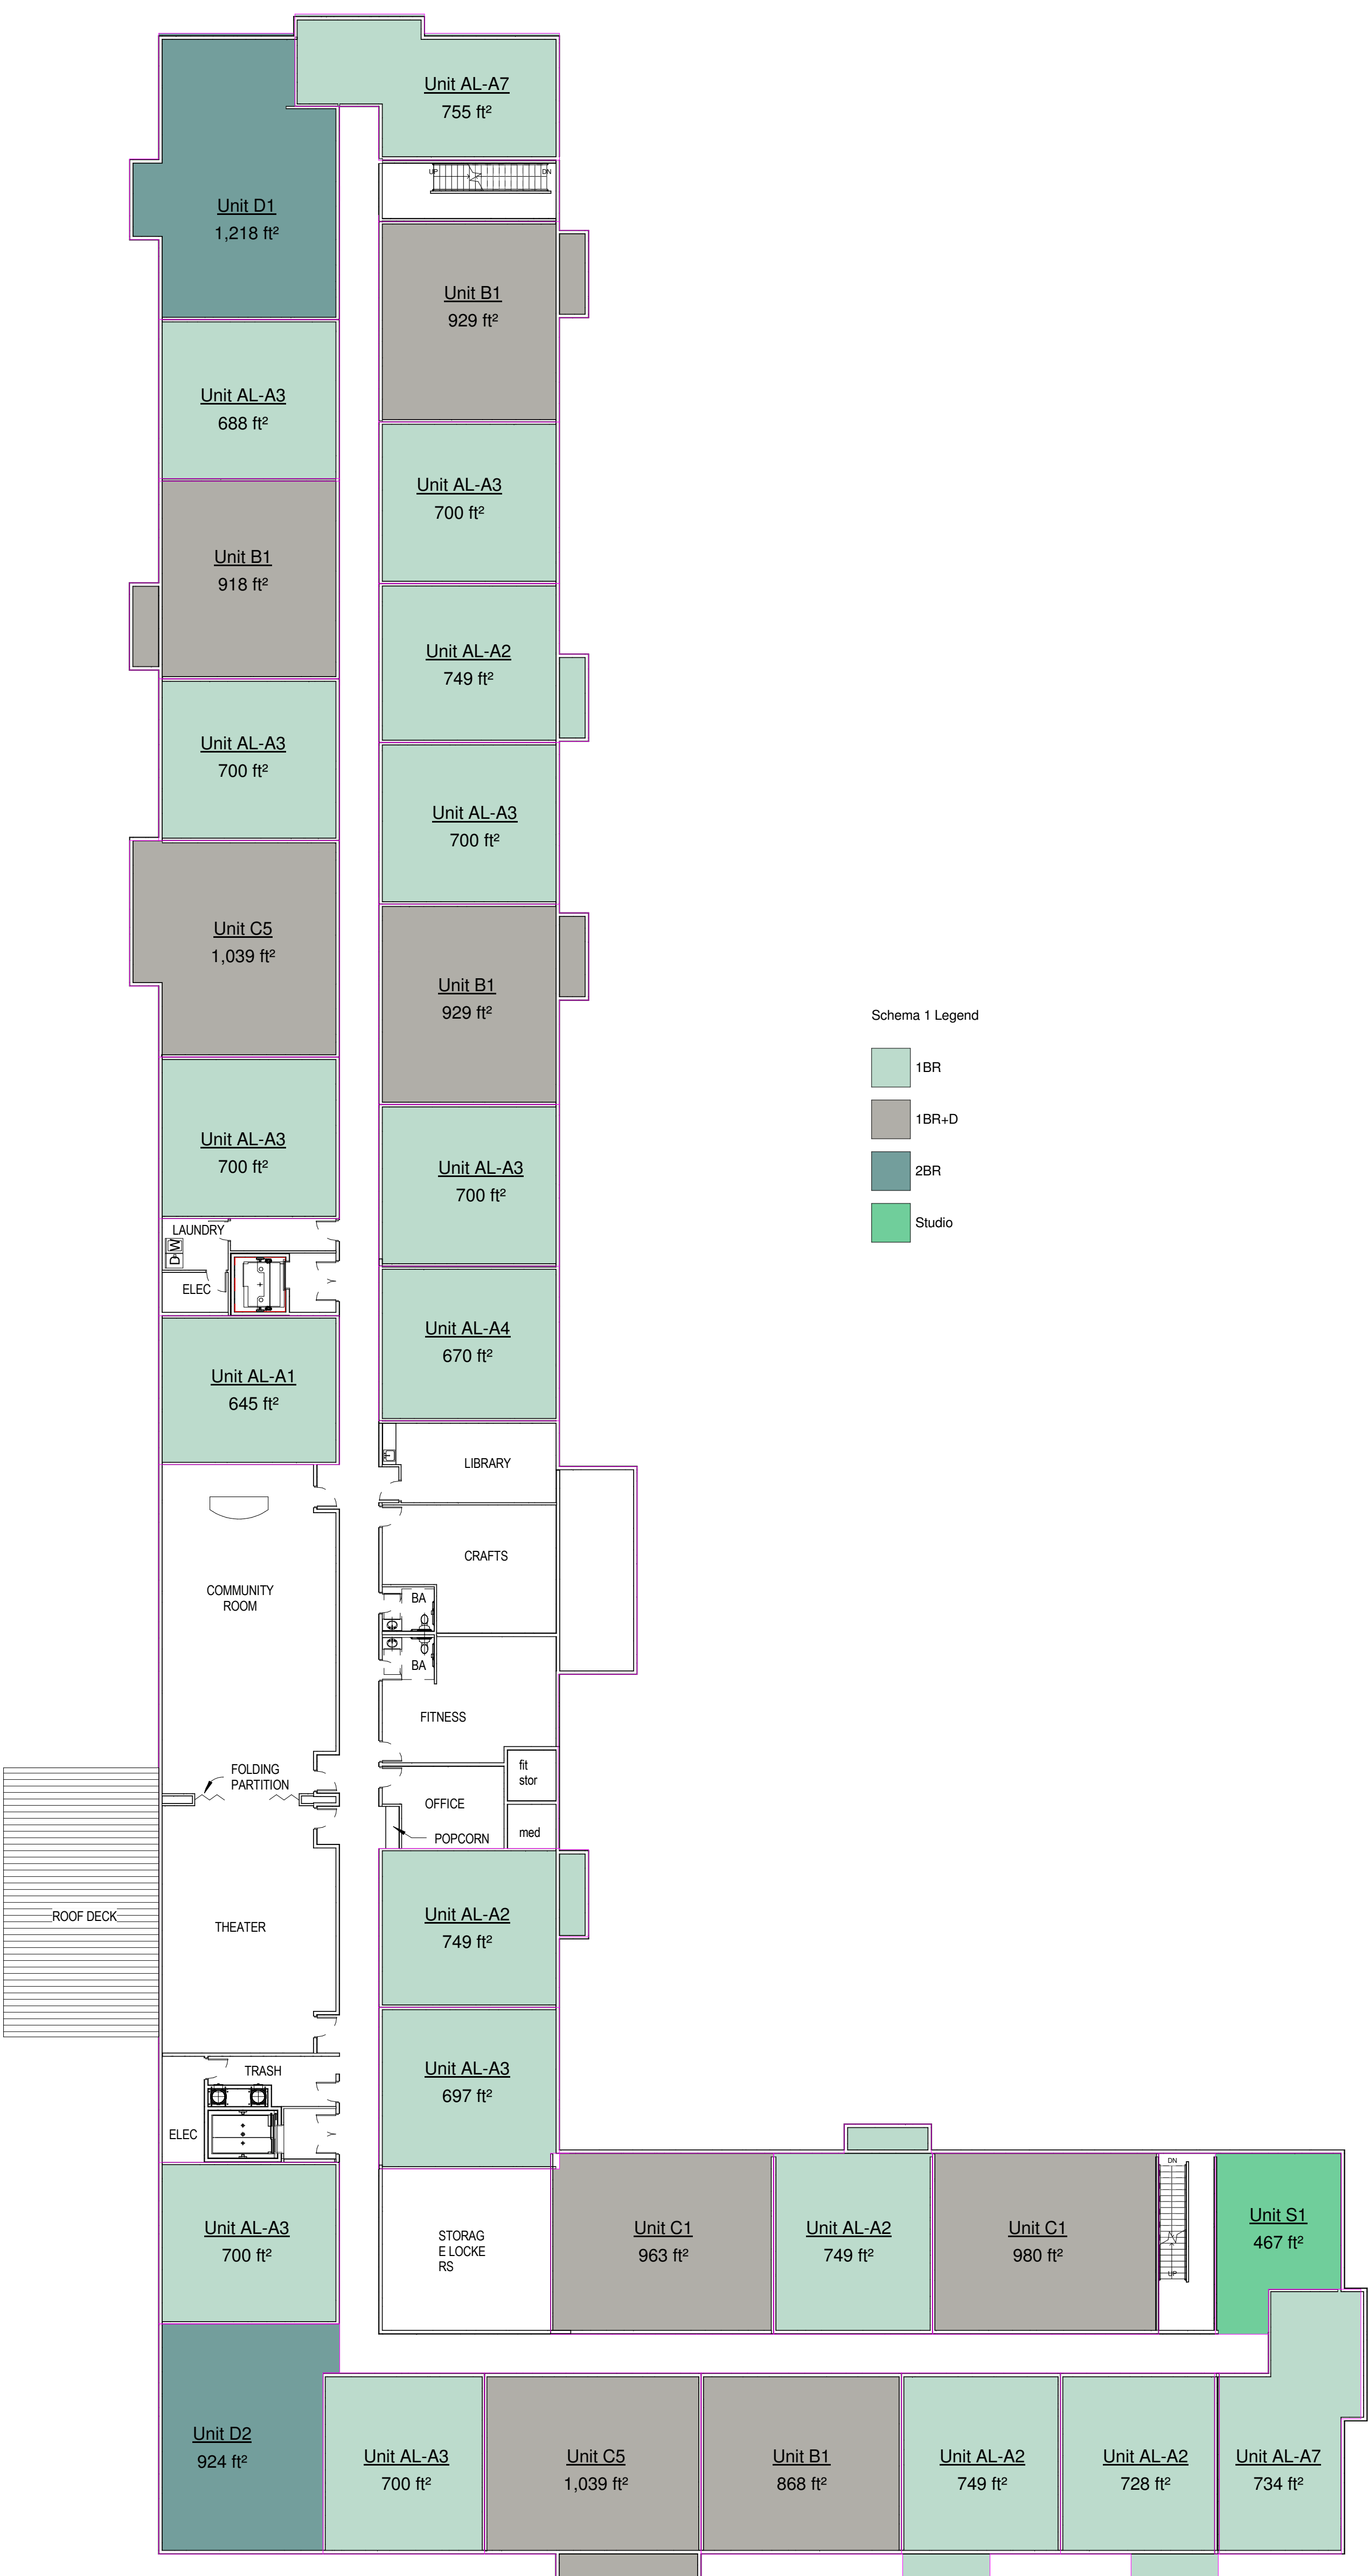 Unit AL-A7
755 ft²
UP
DN
Unit D1
1,218 ft²
Unit B1
929 ft²
Unit AL-A3
688 ft²
Unit AL-A3
700 ft²
Unit B1
918 ft²
Unit AL-A2
749 ft²
Unit AL-A3
700 ft²
Unit AL-A3
700 ft²
Unit C5
1,039 ft²
Unit B1
929 ft²
Schema 1 Legend
1BR
1BR+D
2BR
Studio
Unit AL-A3
700 ft²
Unit AL-A3
700 ft²
LAUNDRY
D W
ELEC
Unit AL-A4
670 ft²
Unit AL-A1
645 ft²
LIBRARY
CRAFTS
COMMUNITY
ROOM
BA
BA
FITNESS
FOLDING
PARTITION
fit
stor
OFFICE
POPCORN
med
ROOF DECK
THEATER
Unit AL-A2
749 ft²
TRASH
ELEC
Unit AL-A3
697 ft²
Unit AL-A3
700 ft²
STORAG
E LOCKE
RS
Unit C1
963 ft²
Unit AL-A2
749 ft²
Unit C1
980 ft²
DN
UP
Unit S1
467 ft²
Unit D2
924 ft²
Unit AL-A3
700 ft²
Unit C5
1,039 ft²
Unit B1
868 ft²
Unit AL-A2
749 ft²
Unit AL-A2
728 ft²
Unit AL-A7
734 ft²